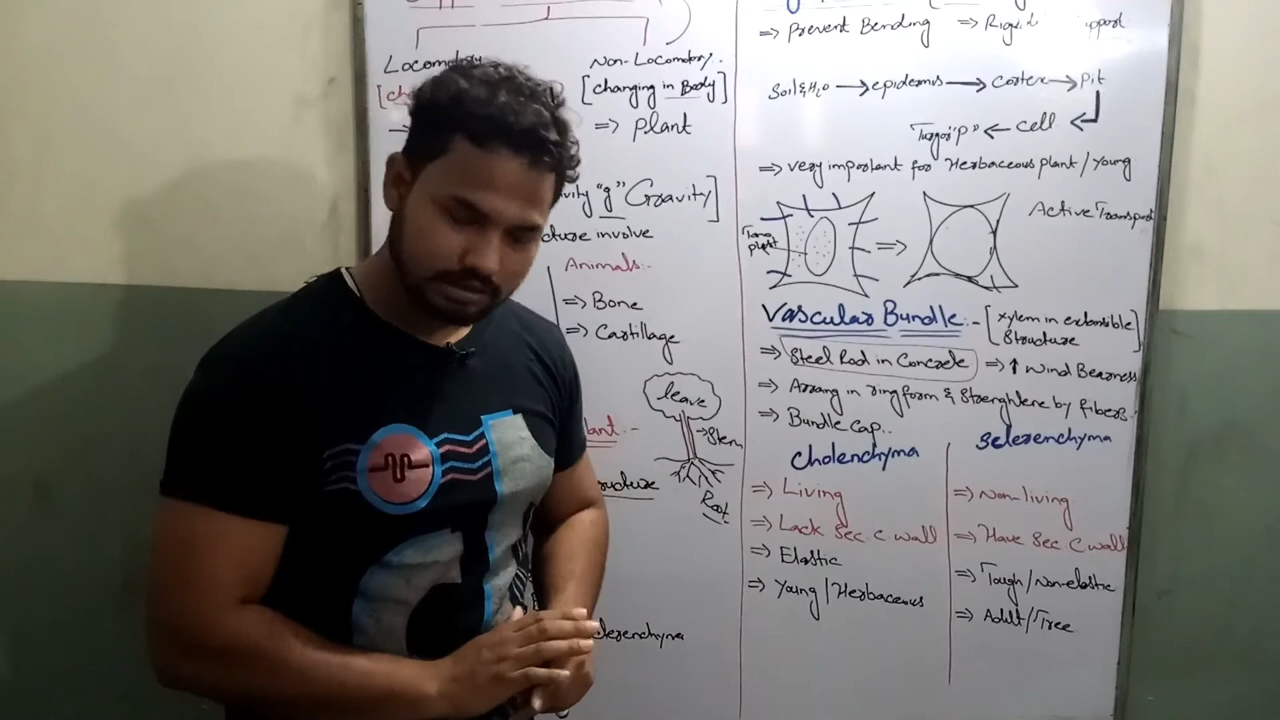 Locomotory
Non-Locomotory.
[changing in Body]
⇒ plant
"g" Gravity]
involve
Animals:-
⇒ Bone
⇒ Cartilage
leave
→Stem
Root
⇒ Prevent Bending ⇒
Soil & H2O → epidermis → cortex → pit
cell
Turgor "P" ←
⇒ very important for Herbaceous plant / Young
Active Transport
Vascular Bundle:- [xylem in extensible
Structure]
⇒ Steel Rod in Concrete ⇒ ↑ Wind Bearness
⇒ Arrang in ring form & Strenghtene by fibers.
⇒ Bundle Cap..
Cholenchyma
⇒ Living
⇒ Lack Sec. C wall
⇒ Elastic
⇒ Young / Herbaceous
Sclerenchyma
⇒ Non-living
⇒ Have Sec C wall
⇒ Tough / Non-elastic
⇒ Adult / Tree